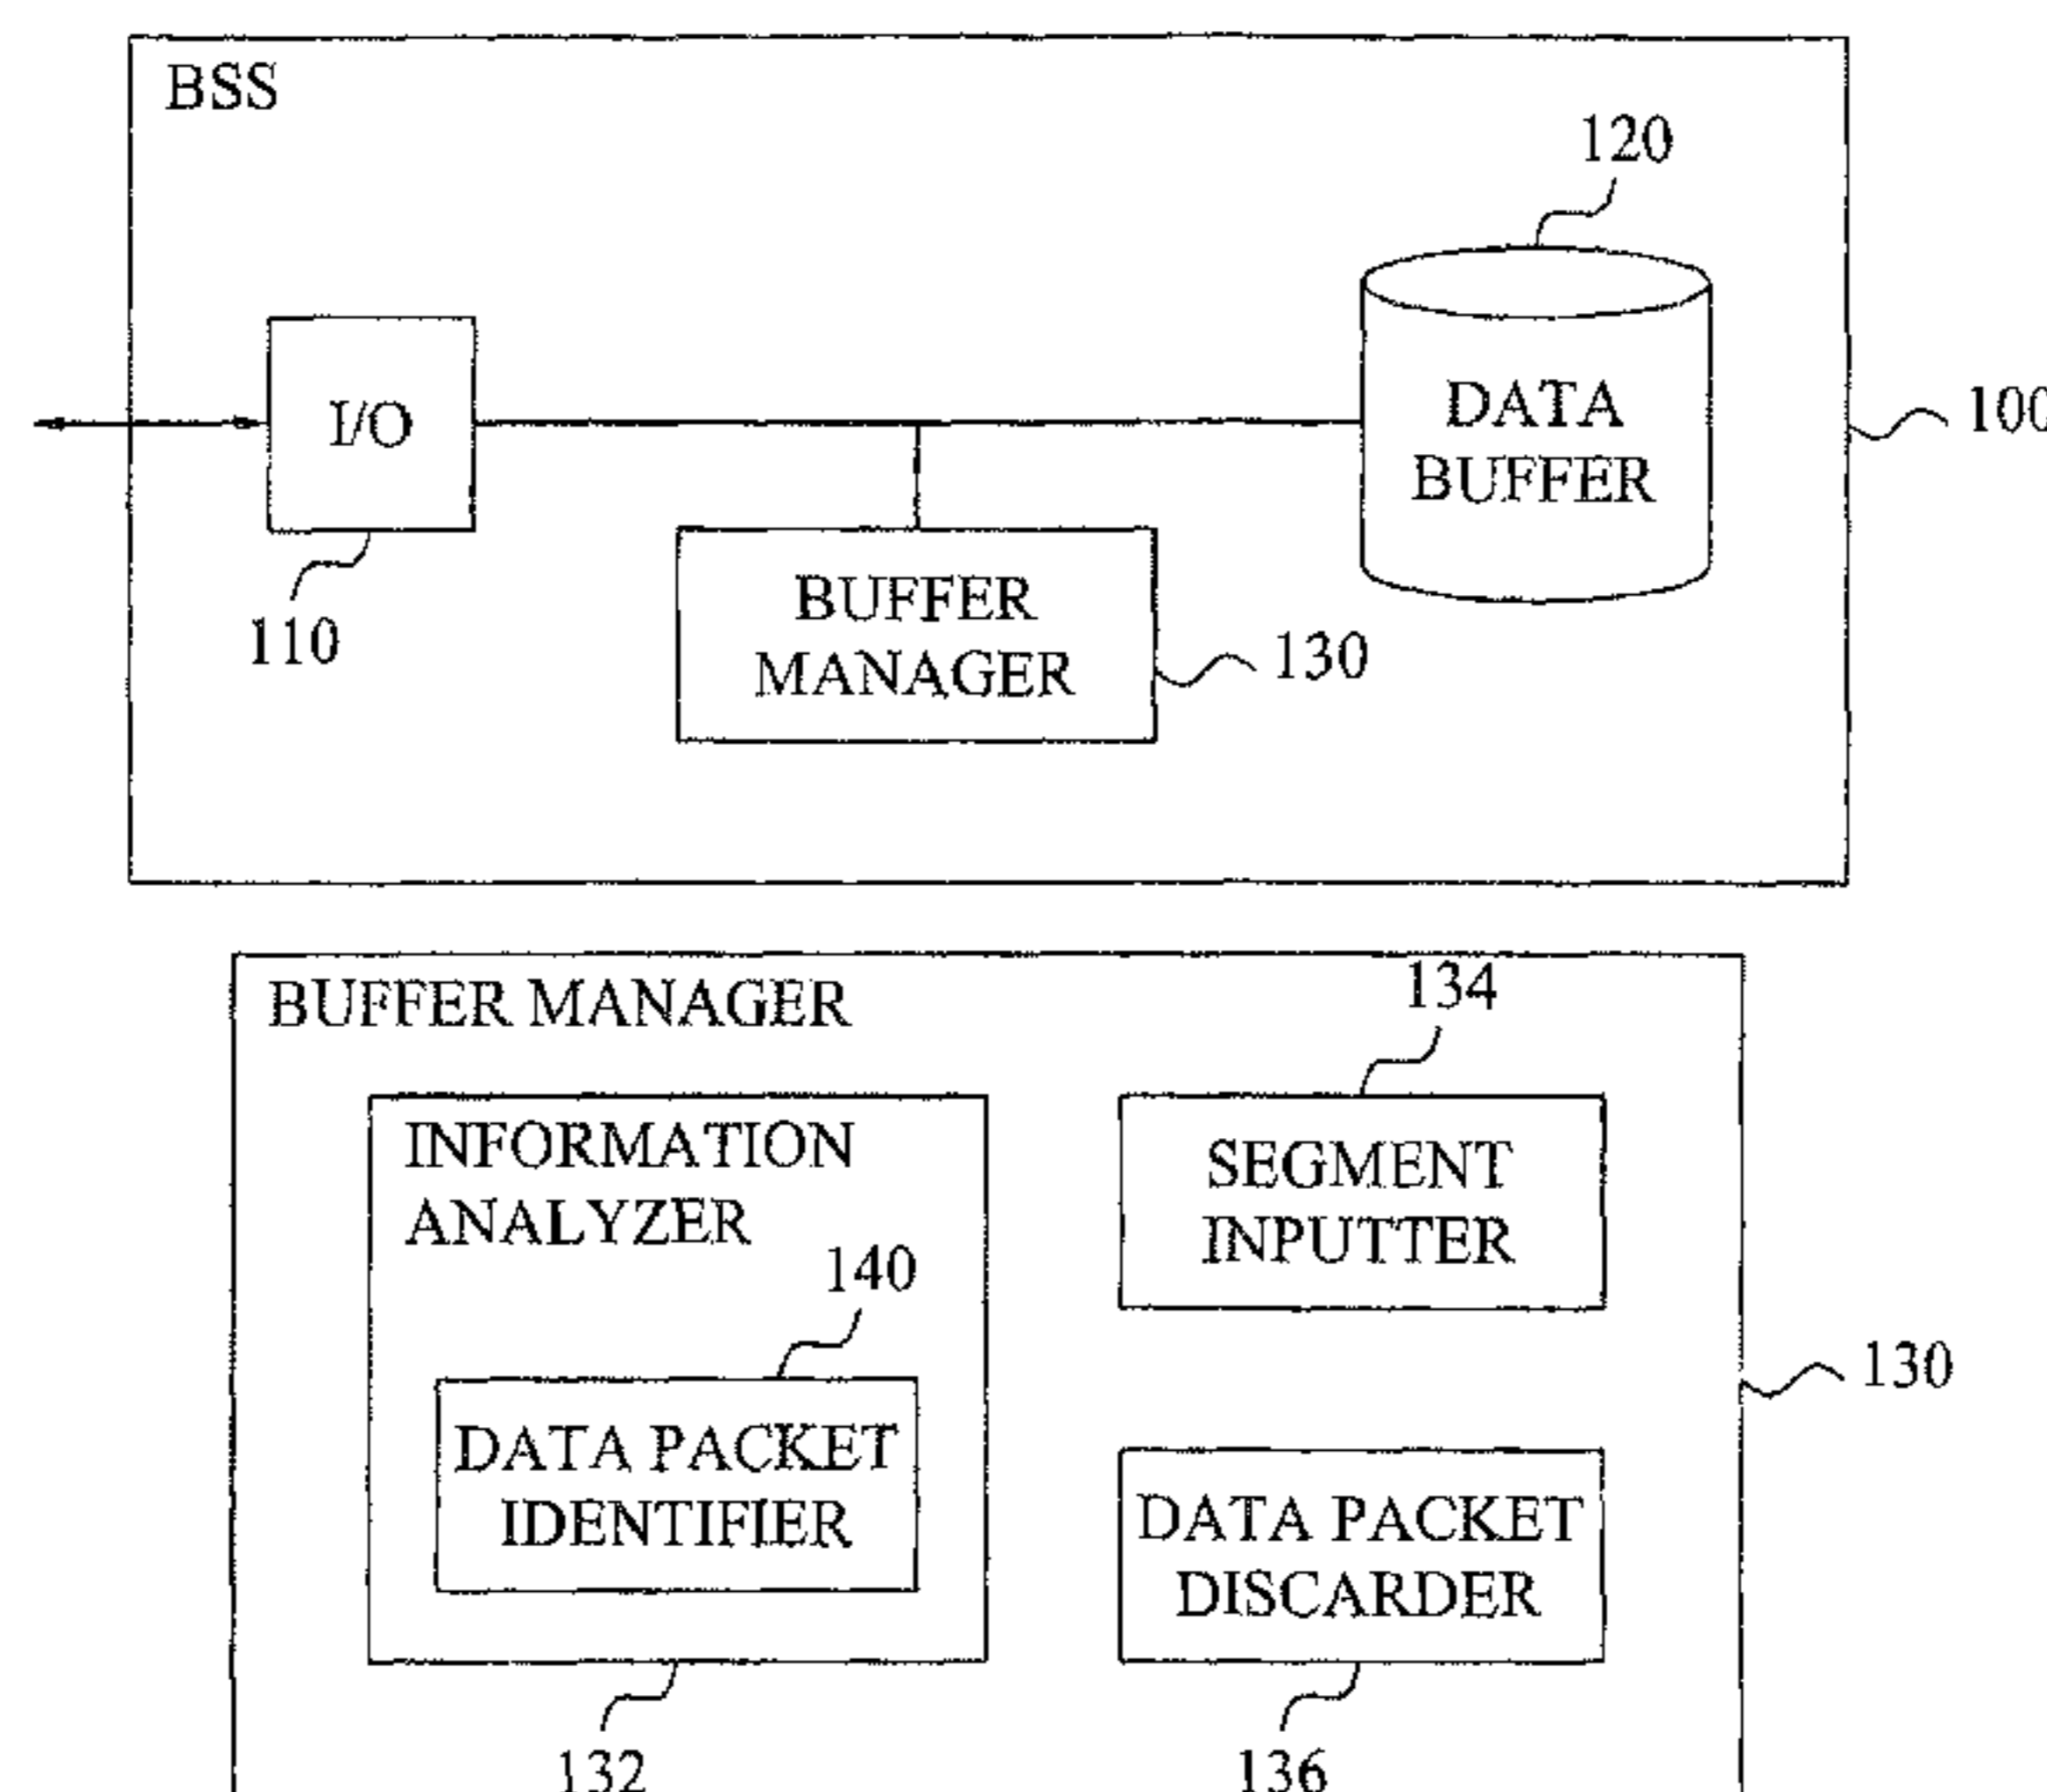 BSS
120
I/O
DATA
BUFFER
100
110
BUFFER
MANAGER
130
BUFFER MANAGER
134
INFORMATION
ANALYZER
SEGMENT
INPUTTER
140
130
DATA PACKET
IDENTIFIER
DATA PACKET
DISCARDER
132
136